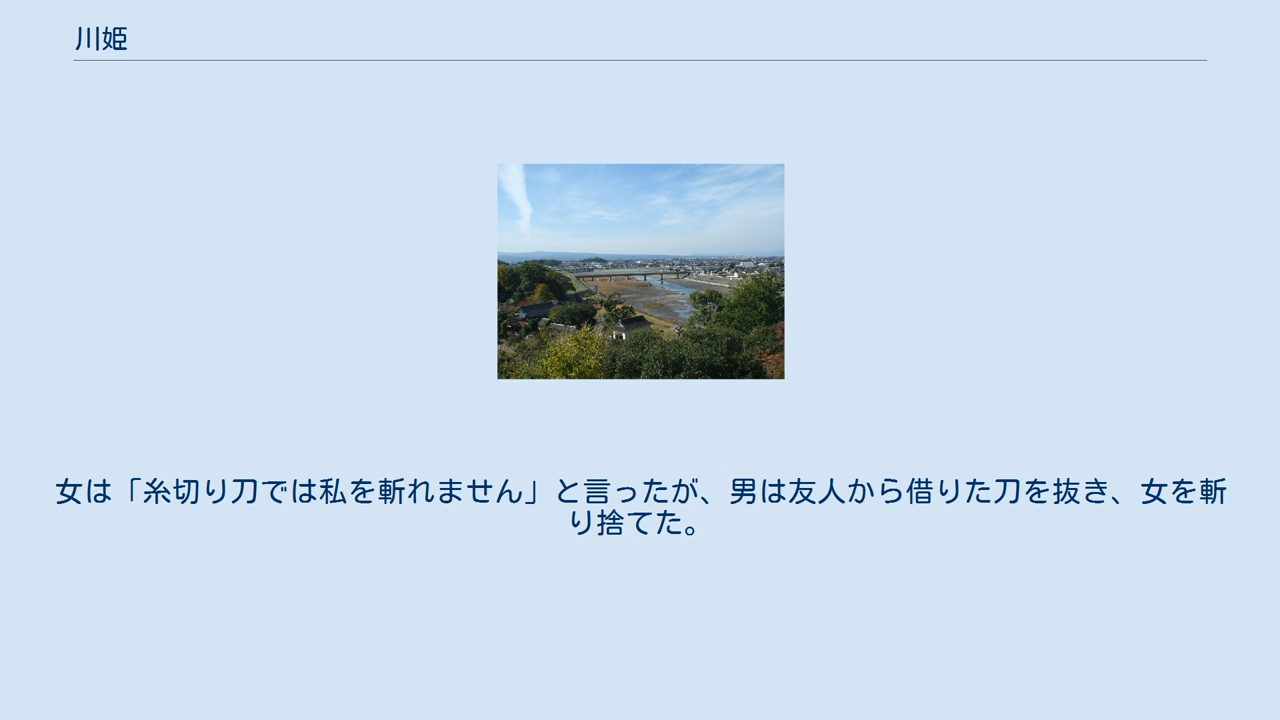 川姫
女は「糸切り刀では私を斬れません」と言ったが、男は友人から借りた刀を抜き、女を斬
り捨てた。